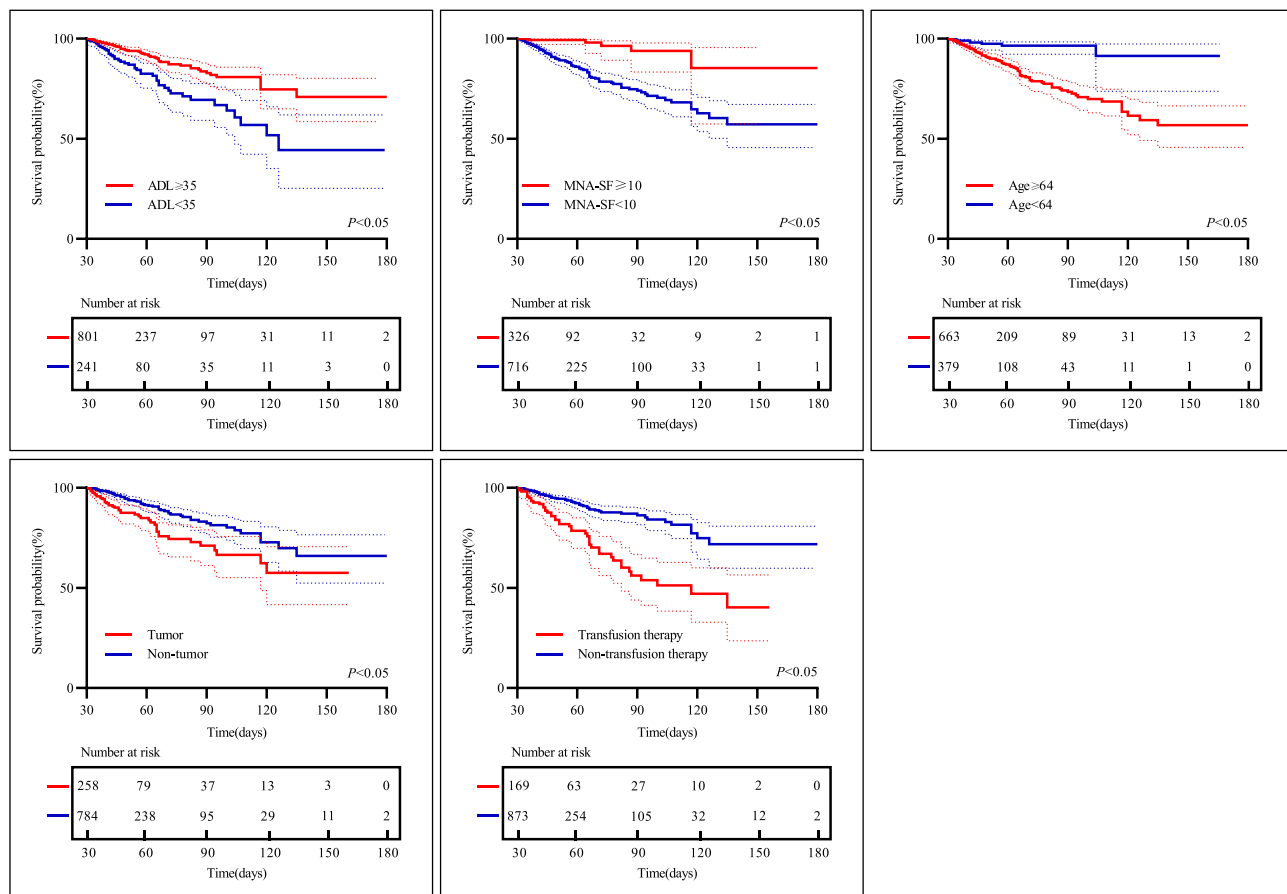 100
50
0
Survival probability(%)
ADL≥35
ADL<35
P<0.05
30 60 90 120 150 180
Time(days)
Number at risk
801 237 97 31 11 2
241 80 35 11 3 0
30 60 90 120 150 180
Time(days)
100
50
0
Survival probability(%)
MNA-SF≥10
MNA-SF<10
P<0.05
30 60 90 120 150 180
Time(days)
Number at risk
326 92 32 9 2 1
716 225 100 33 1 1
30 60 90 120 150 180
Time(days)
100
50
0
Survival probability(%)
Age≥64
Age<64
P<0.05
30 60 90 120 150 180
Time(days)
Number at risk
663 209 89 31 13 2
379 108 43 11 1 0
30 60 90 120 150 180
Time(days)
100
50
0
Survival probability(%)
Tumor
Non-tumor
P<0.05
30 60 90 120 150 180
Time(days)
Number at risk
258 79 37 13 3 0
784 238 95 29 11 2
30 60 90 120 150 180
Time(days)
100
50
0
Survival probability(%)
Transfusion therapy
Non-transfusion therapy
P<0.05
30 60 90 120 150 180
Time(days)
Number at risk
169 63 27 10 2 0
873 254 105 32 12 2
30 60 90 120 150 180
Time(days)